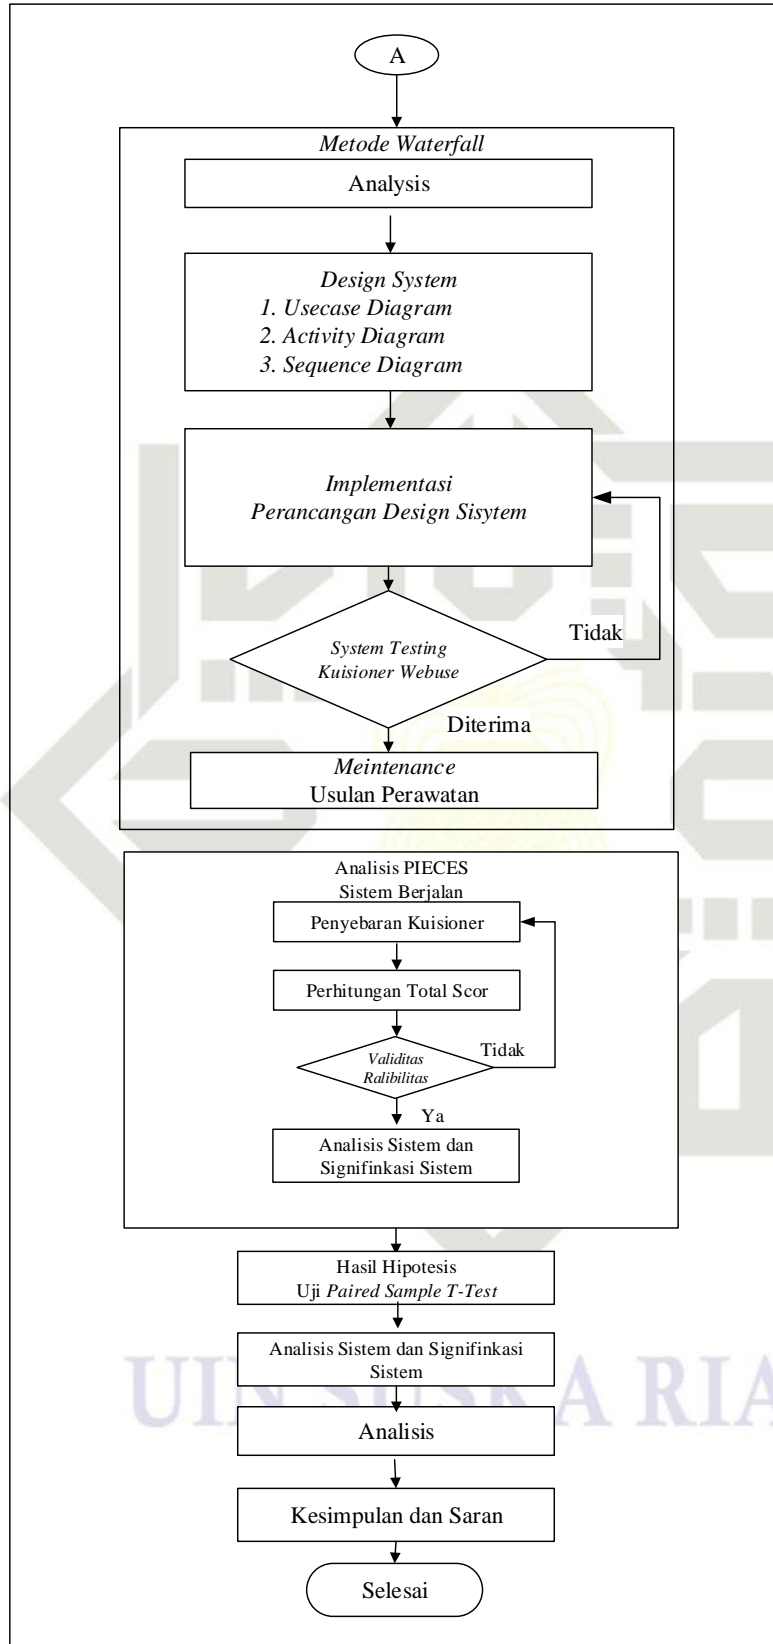 A
Metode Waterfall
Analysis
Design System
1. Usecase Diagram
2. Activity Diagram
3. Sequence Diagram
Implementasi
Perancangan Design Sisytem
System Testing
Kuisioner Webuse
Tidak
Diterima
Meintenance
Usulan Perawatan
Analisis PIECES
Sistem Berjalan
Penyebaran Kuisioner
Perhitungan Total Scor
Validitas
Ralibilitas
Tidak
Ya
Analisis Sistem dan
Signifinkasi Sistem
Hasil Hipotesis
Uji Paired Sample T-Test
Analisis Sistem dan Signifinkasi
Sistem
UIN SUSKA RIA
Analisis
Kesimpulan dan Saran
Selesai